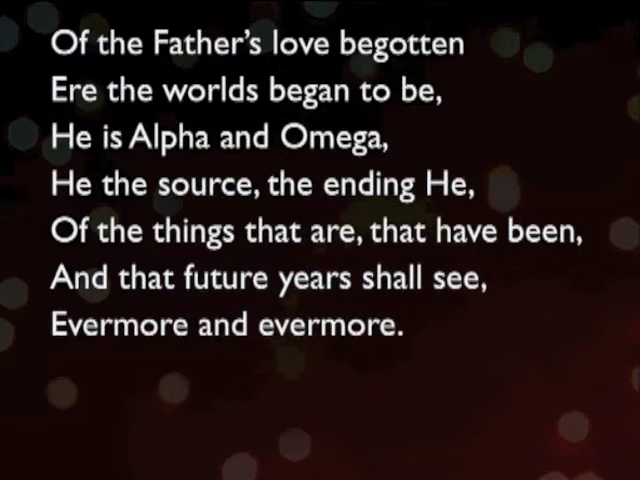 Of the Father’s love begotten
Ere the worlds began to be,
He is Alpha and Omega,
He the source, the ending He,
Of the things that are, that have been,
And that future years shall see,
Evermore and evermore.